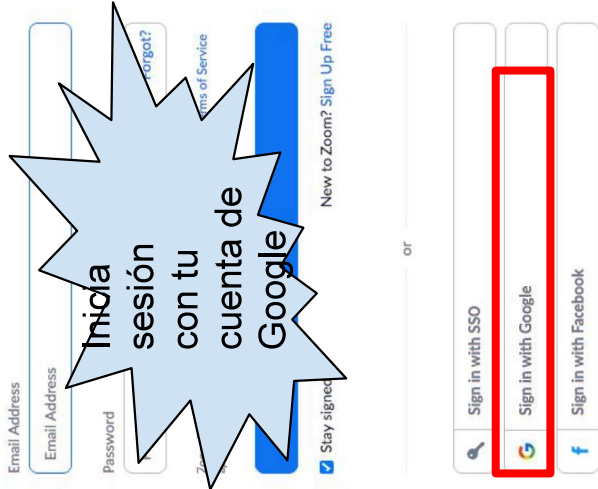 Email Address
Email Address
Password
Forgot?
rms of Service
Inicia
sesión
con tu
cuenta de
Google
Stay signed
New to Zoom? Sign Up Free
or
Sign in with SSO
Sign in with Google
Sign in with Facebook